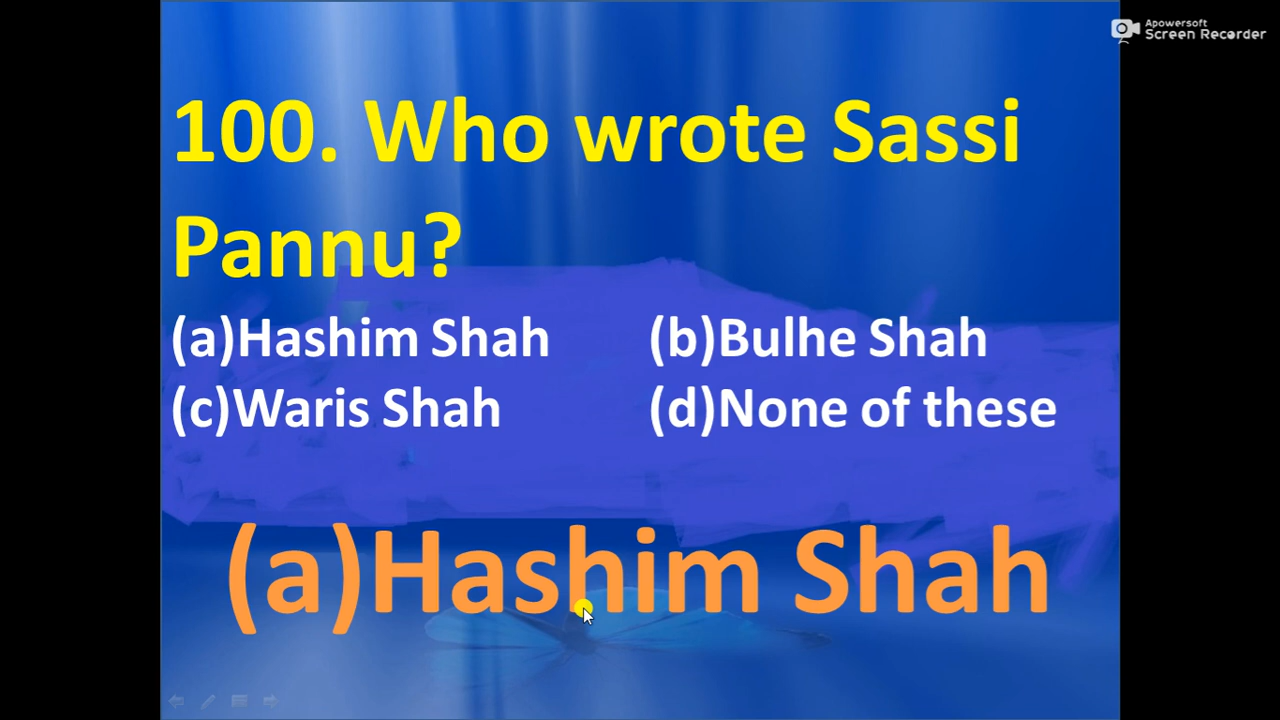 Apowersoft
Screen Recorder
100. Who wrote Sassi
Pannu?
(a)Hashim Shah (b)Bulhe Shah
(c)Waris Shah (d)None of these
(a)Hashim Shah